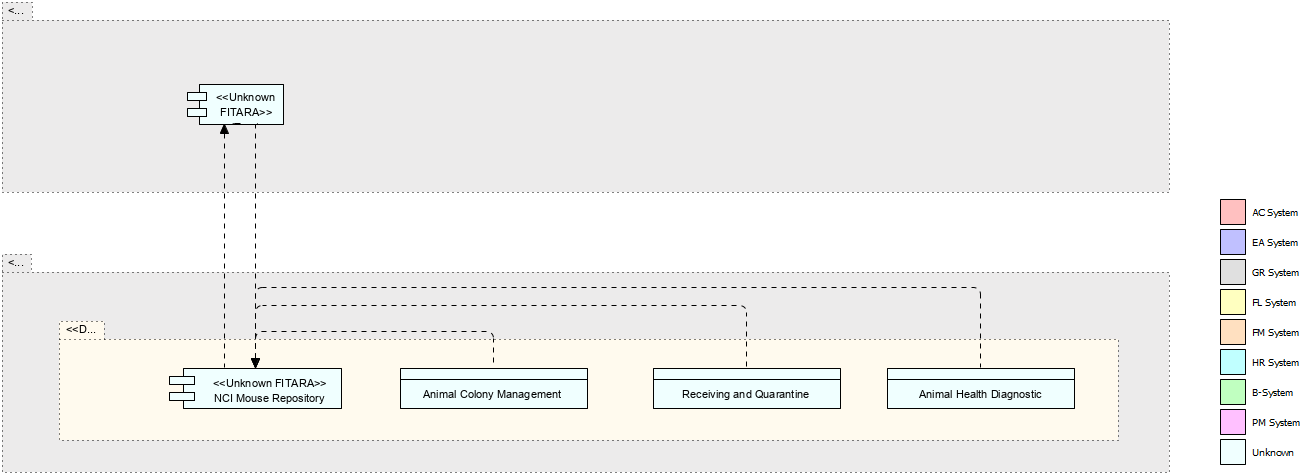 <...
<<Unknown
FITARA>>
<...
<<D...
<<Unknown FITARA>>
NCI Mouse Repository
Animal Colony Management
Receiving and Quarantine
Animal Health Diagnostic
AC System
EA System
GR System
FL System
FM System
HR System
B-System
PM System
Unknown